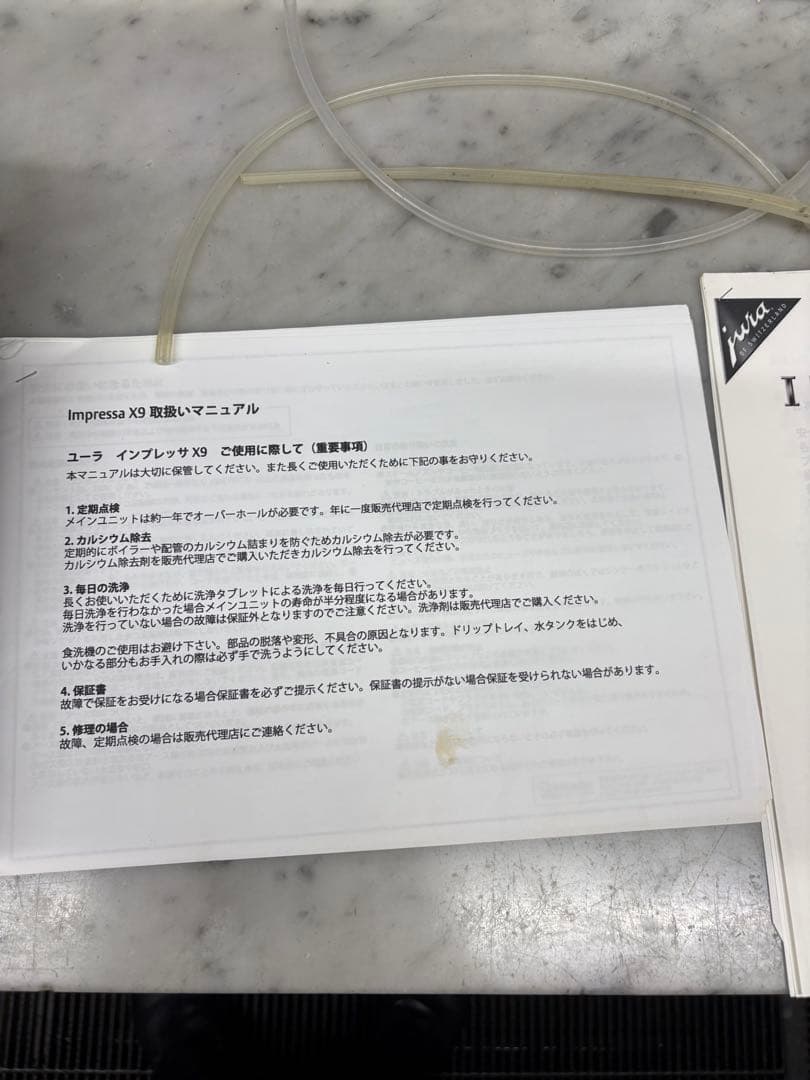 Impressa X9 取扱いマニュアル
ユーラ　インプレッサ X9　ご使用に際して（重要事項）
本マニュアルは大切に保管してください。また長くご使用いただくために下記の事をお守りください。
1. 定期点検
メインユニットは約一年でオーバーホールが必要です。年に一度販売代理店で定期点検を行ってください。
2. カルシウム除去
定期的にボイラーや配管のカルシウム詰まりを防ぐためカルシウム除去が必要です。
カルシウム除去剤を販売代理店でご購入いただきカルシウム除去を行ってください。
3. 毎日の洗浄
長くお使いいただくために洗浄タブレットによる洗浄を毎日行ってください。
毎日洗浄を行わなかった場合メインユニットの寿命が半分程度になる場合があります。
洗浄を行っていない場合の故障は保証外となりますのでご注意ください。洗浄剤は販売代理店でご購入ください。
食洗機のご使用はお避け下さい。部品の脱落や変形、不具合の原因となります。ドリップトレイ、水タンクをはじめ、
いかなる部分もお手入れの際は必ず手で洗うようにしてください。
4. 保証書
故障で保証をお受けになる場合保証書を必ずご提示ください。保証書の提示がない場合保証を受けられない場合があります。
5. 修理の場合
故障、定期点検の場合は販売代理店にご連絡ください。
jura
OF SWITZERLAND
I